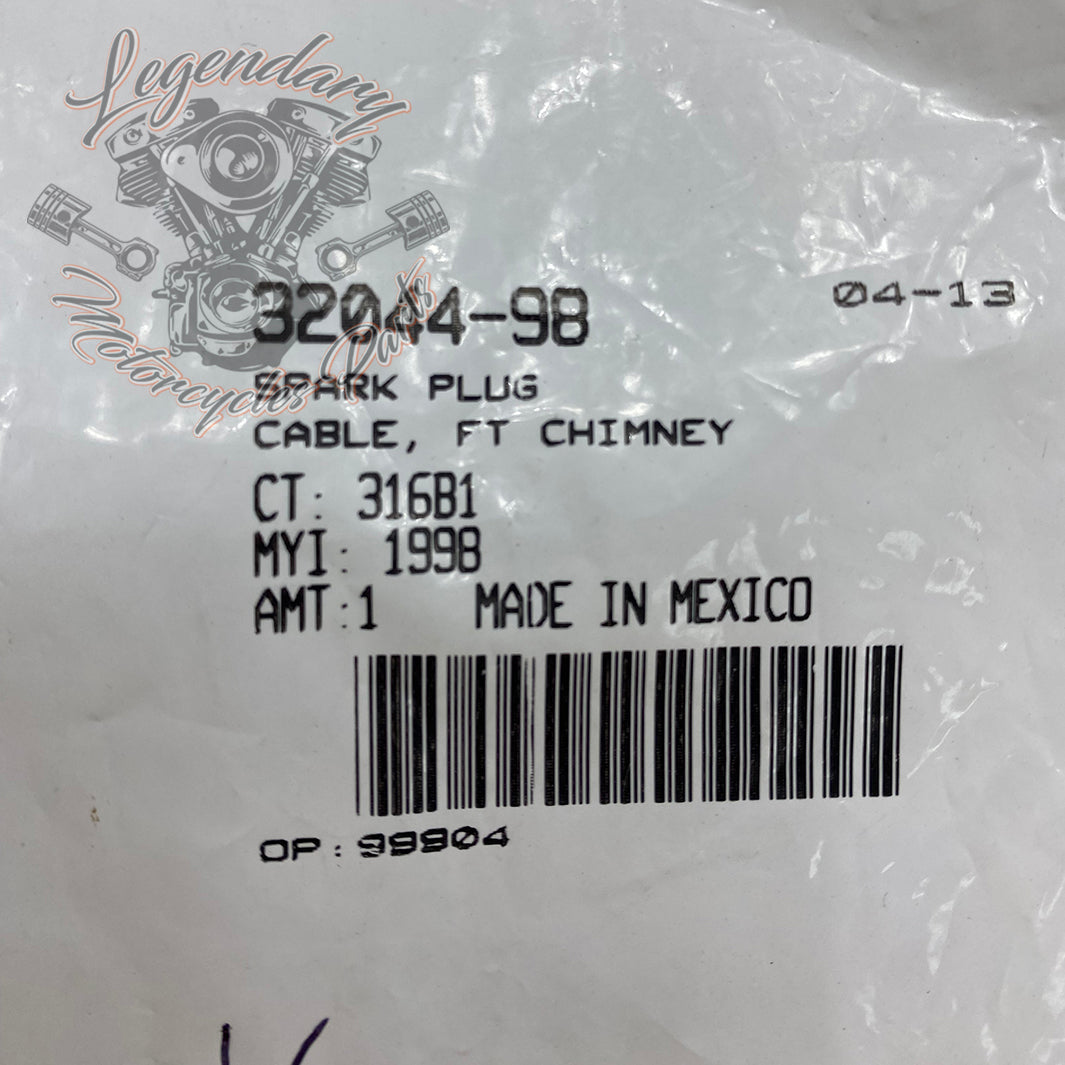 Legendary
Motorcycles Parts
32044-98
04-13
SPARK PLUG
CABLE, FT CHIMNEY
CT: 316B1
MYI: 1998
AMT:1 MADE IN MEXICO
OP: 99904